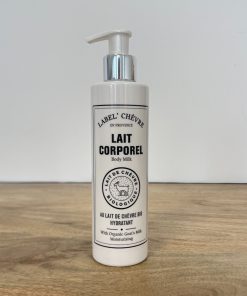 LABEL' CHÈVRE
EN PROVENCE
LAIT
CORPOREL
Body Milk
LAIT DE CHÈVRE
BIOLOGIQUE
AU LAIT DE CHÈVRE BIO
HYDRATANT
With Organic Goat's Milk
Moisturizing